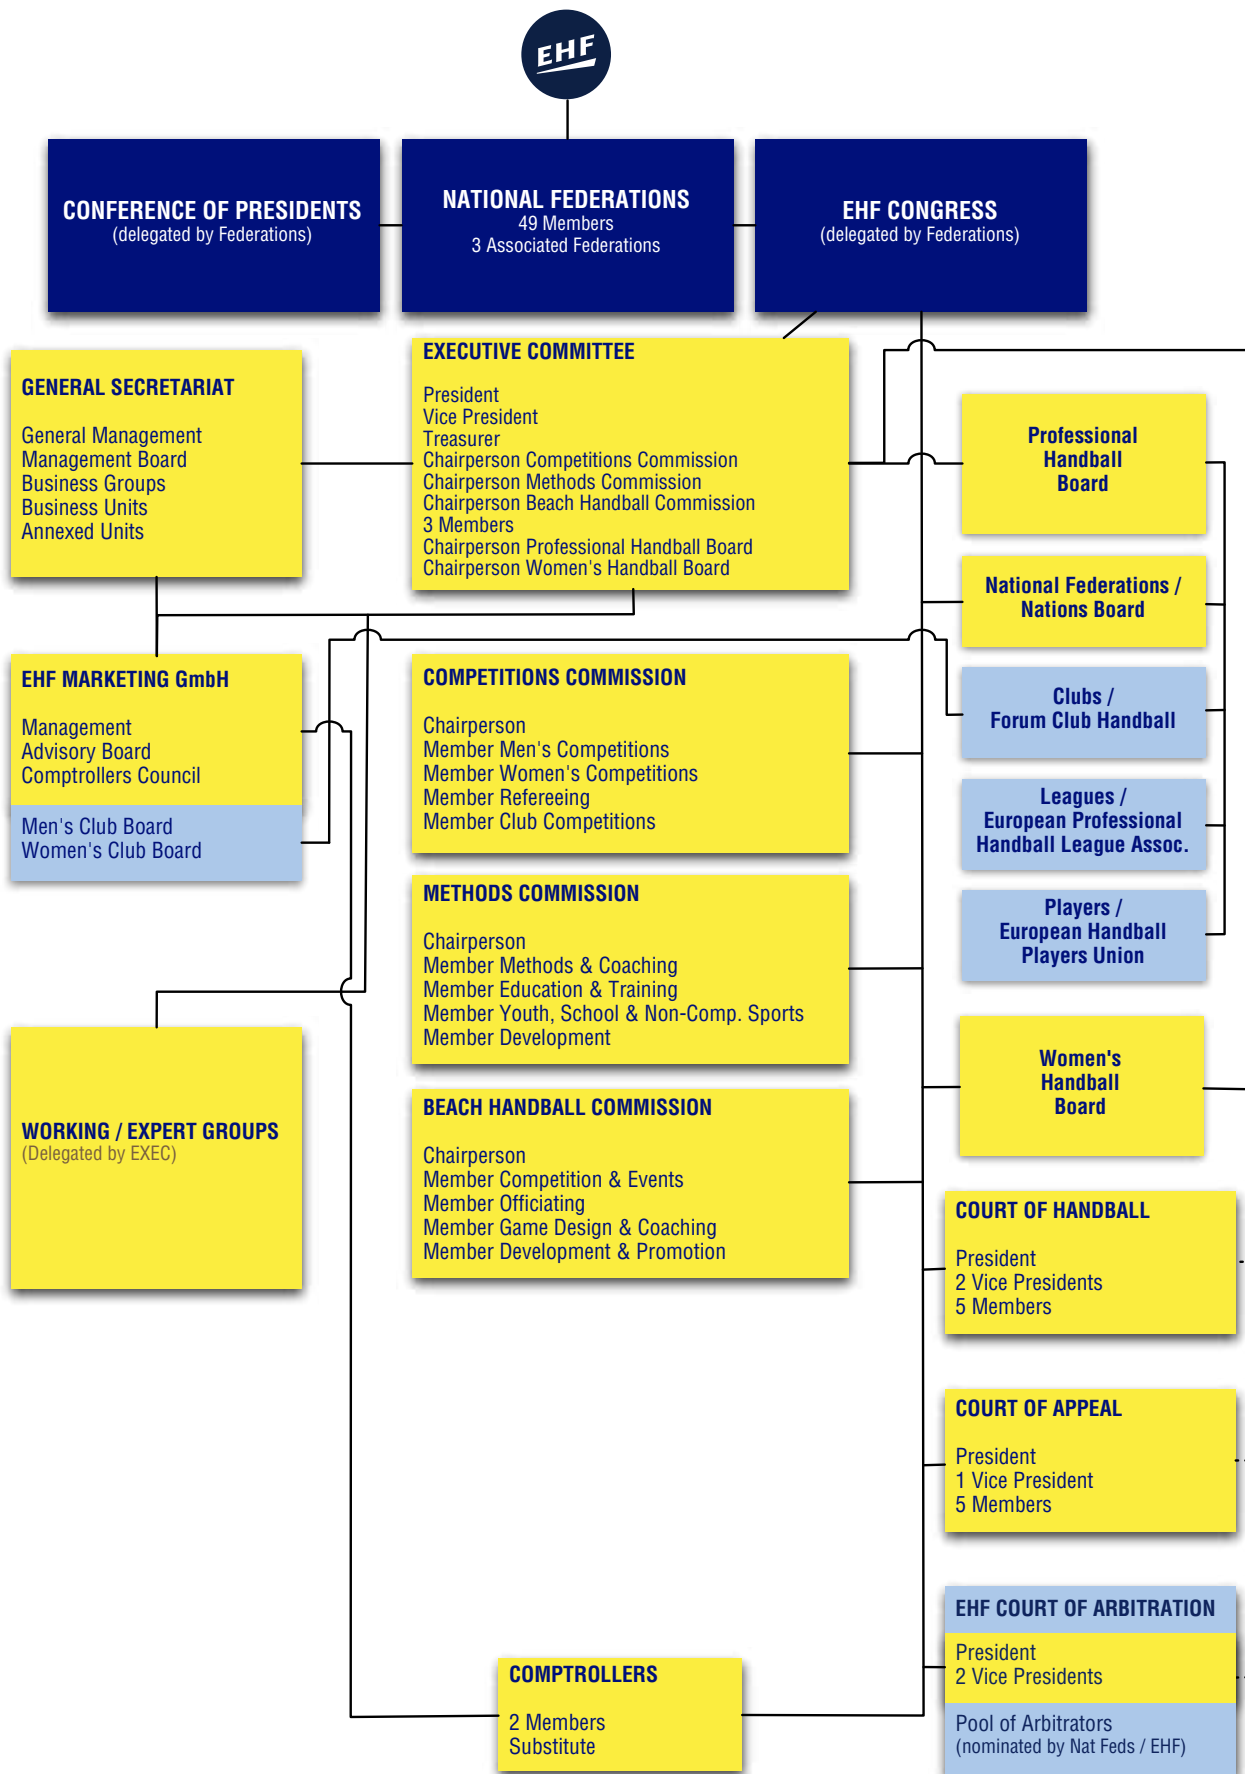 EHF
CONFERENCE OF PRESIDENTS
(delegated by Federations)
NATIONAL FEDERATIONS
49 Members
3 Associated Federations
EHF CONGRESS
(delegated by Federations)
GENERAL SECRETARIAT
General Management
Management Board
Business Groups
Business Units
Annexed Units
EXECUTIVE COMMITTEE
President
Vice President
Treasurer
Chairperson Competitions Commission
Chairperson Methods Commission
Chairperson Beach Handball Commission
3 Members
Chairperson Professional Handball Board
Chairperson Women's Handball Board
Professional
Handball
Board
National Federations /
Nations Board
Clubs /
Forum Club Handball
Leagues /
European Professional
Handball League Assoc.
Players /
European Handball
Players Union
EHF MARKETING GmbH
Management
Advisory Board
Comptrollers Council
Men's Club Board
Women's Club Board
COMPETITIONS COMMISSION
Chairperson
Member Men's Competitions
Member Women's Competitions
Member Refereeing
Member Club Competitions
METHODS COMMISSION
Chairperson
Member Methods & Coaching
Member Education & Training
Member Youth, School & Non-Comp. Sports
Member Development
Women's
Handball
Board
WORKING / EXPERT GROUPS
(Delegated by EXEC)
BEACH HANDBALL COMMISSION
Chairperson
Member Competition & Events
Member Officiating
Member Game Design & Coaching
Member Development & Promotion
COURT OF HANDBALL
President
2 Vice Presidents
5 Members
COURT OF APPEAL
President
1 Vice President
5 Members
EHF COURT OF ARBITRATION
President
2 Vice Presidents
Pool of Arbitrators
(nominated by Nat Feds / EHF)
COMPTROLLERS
2 Members
Substitute